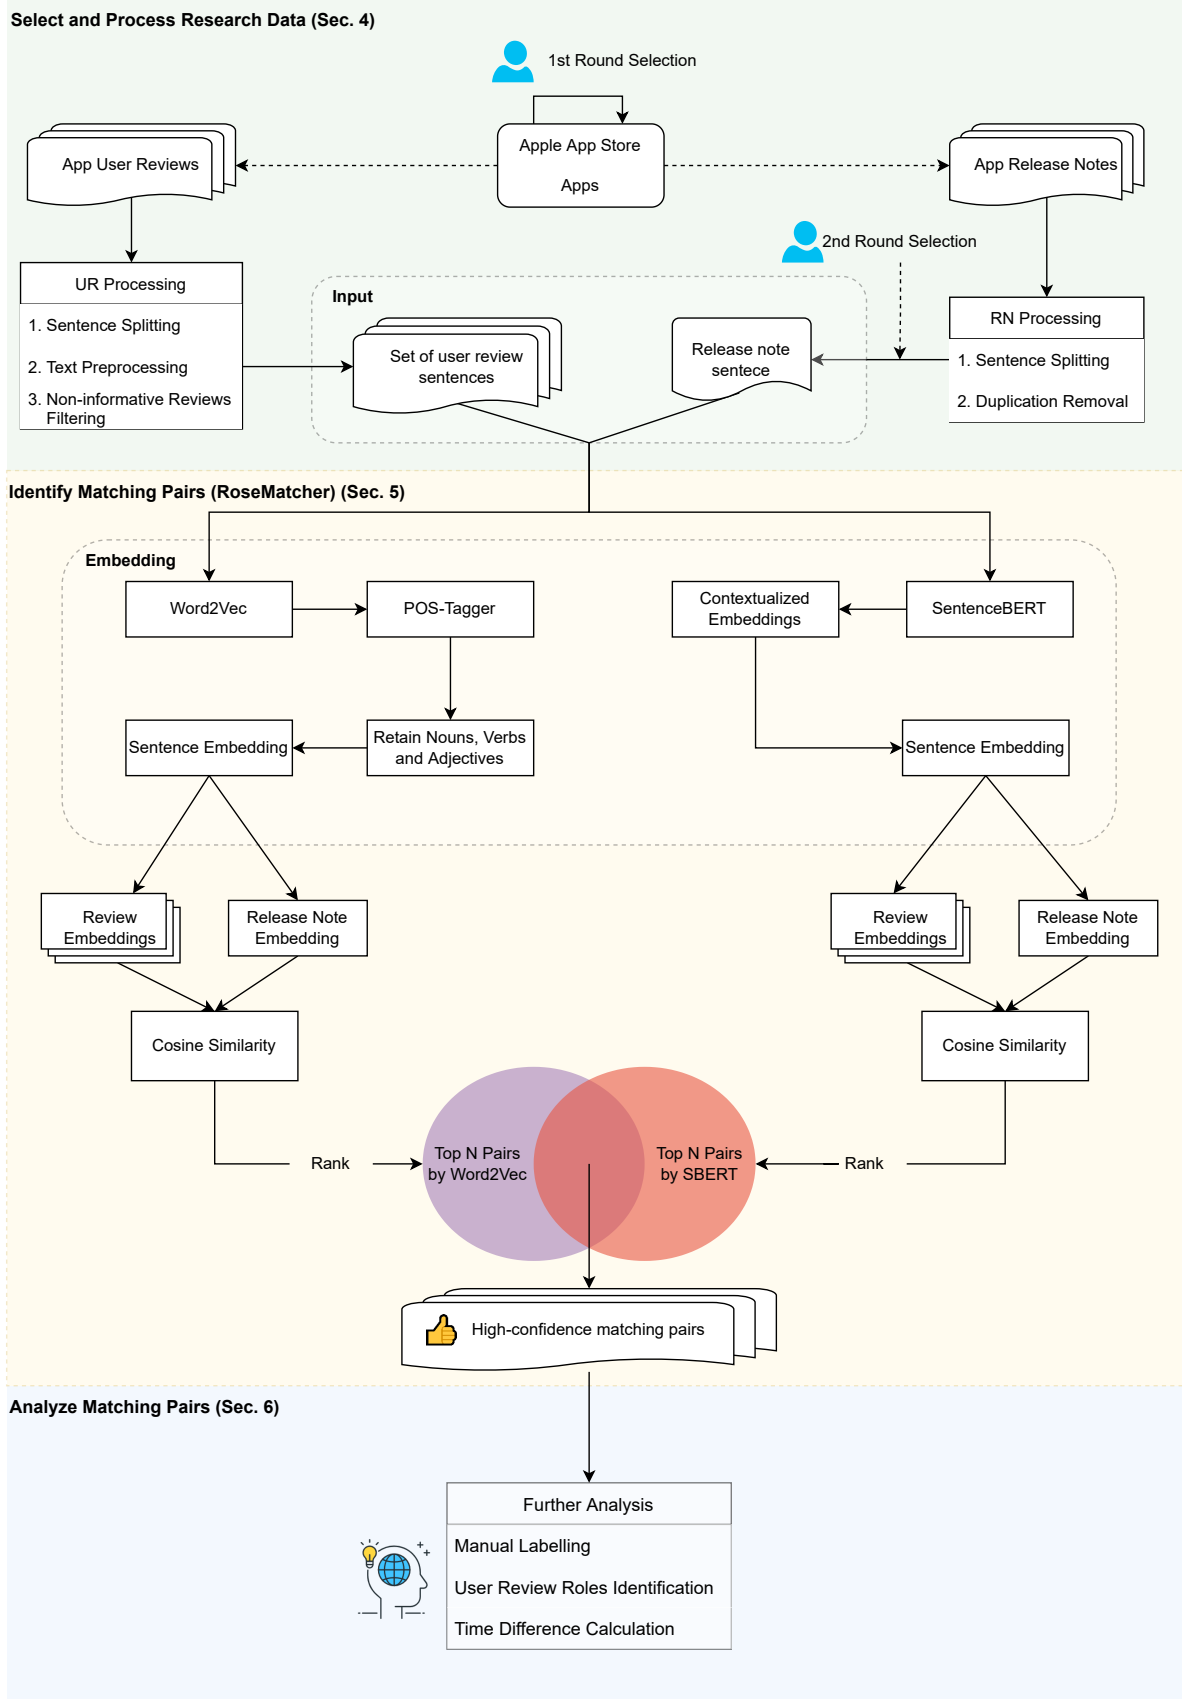 Select and Process Research Data (Sec. 4)
1st Round Selection
Apple App Store
Apps
App User Reviews
App Release Notes
2nd Round Selection
UR Processing
1. Sentence Splitting
2. Text Preprocessing
3. Non-informative Reviews
Filtering
Input
Set of user review
sentences
Release note
sentece
RN Processing
1. Sentence Splitting
2. Duplication Removal
Identify Matching Pairs (RoseMatcher) (Sec. 5)
Embedding
Word2Vec
POS-Tagger
Contextualized
Embeddings
SentenceBERT
Sentence Embedding
Retain Nouns, Verbs
and Adjectives
Sentence Embedding
Review
Embeddings
Release Note
Embedding
Review
Embeddings
Release Note
Embedding
Cosine Similarity
Cosine Similarity
Rank
Top N Pairs
by Word2Vec
Top N Pairs
by SBERT
Rank
High-confidence matching pairs
Analyze Matching Pairs (Sec. 6)
Further Analysis
Manual Labelling
User Review Roles Identification
Time Difference Calculation